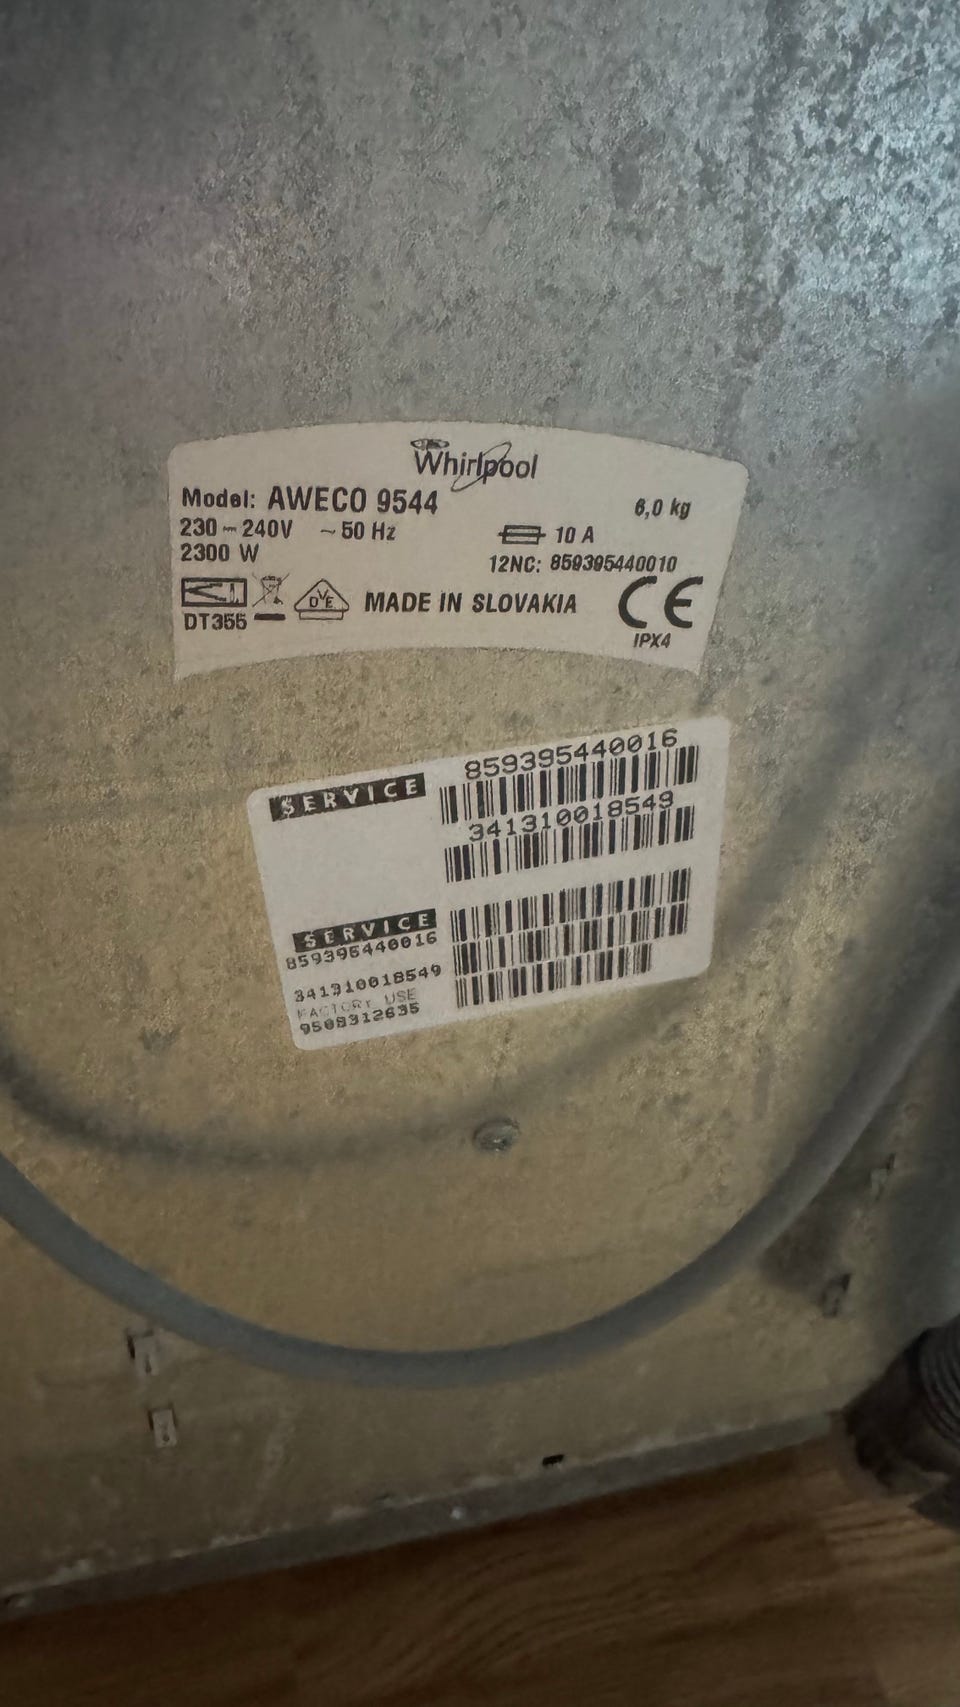 Whirlpool
Model: AWECO 9544 6,0 kg
230 ~ 240V ~ 50 Hz 10 A
2300 W 12NC: 859395440010
DVE MADE IN SLOVAKIA CE
DT355 IPX4
SERVICE 859395440016
341310018549
SERVICE
859395440016
341310018549
FACTORY USE
9508312635